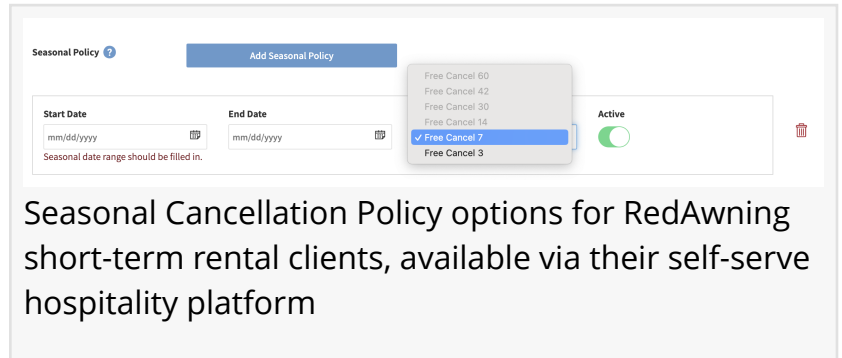 Seasonal Policy ?
Add Seasonal Policy
Free Cancel 60
Free Cancel 42
Free Cancel 30
Free Cancel 14
✓ Free Cancel 7
Free Cancel 3
Start Date
End Date
Active
mm/dd/yyyy
mm/dd/yyyy
Seasonal date range should be filled in.
Seasonal Cancellation Policy options for RedAwning
short-term rental clients, available via their self-serve
hospitality platform